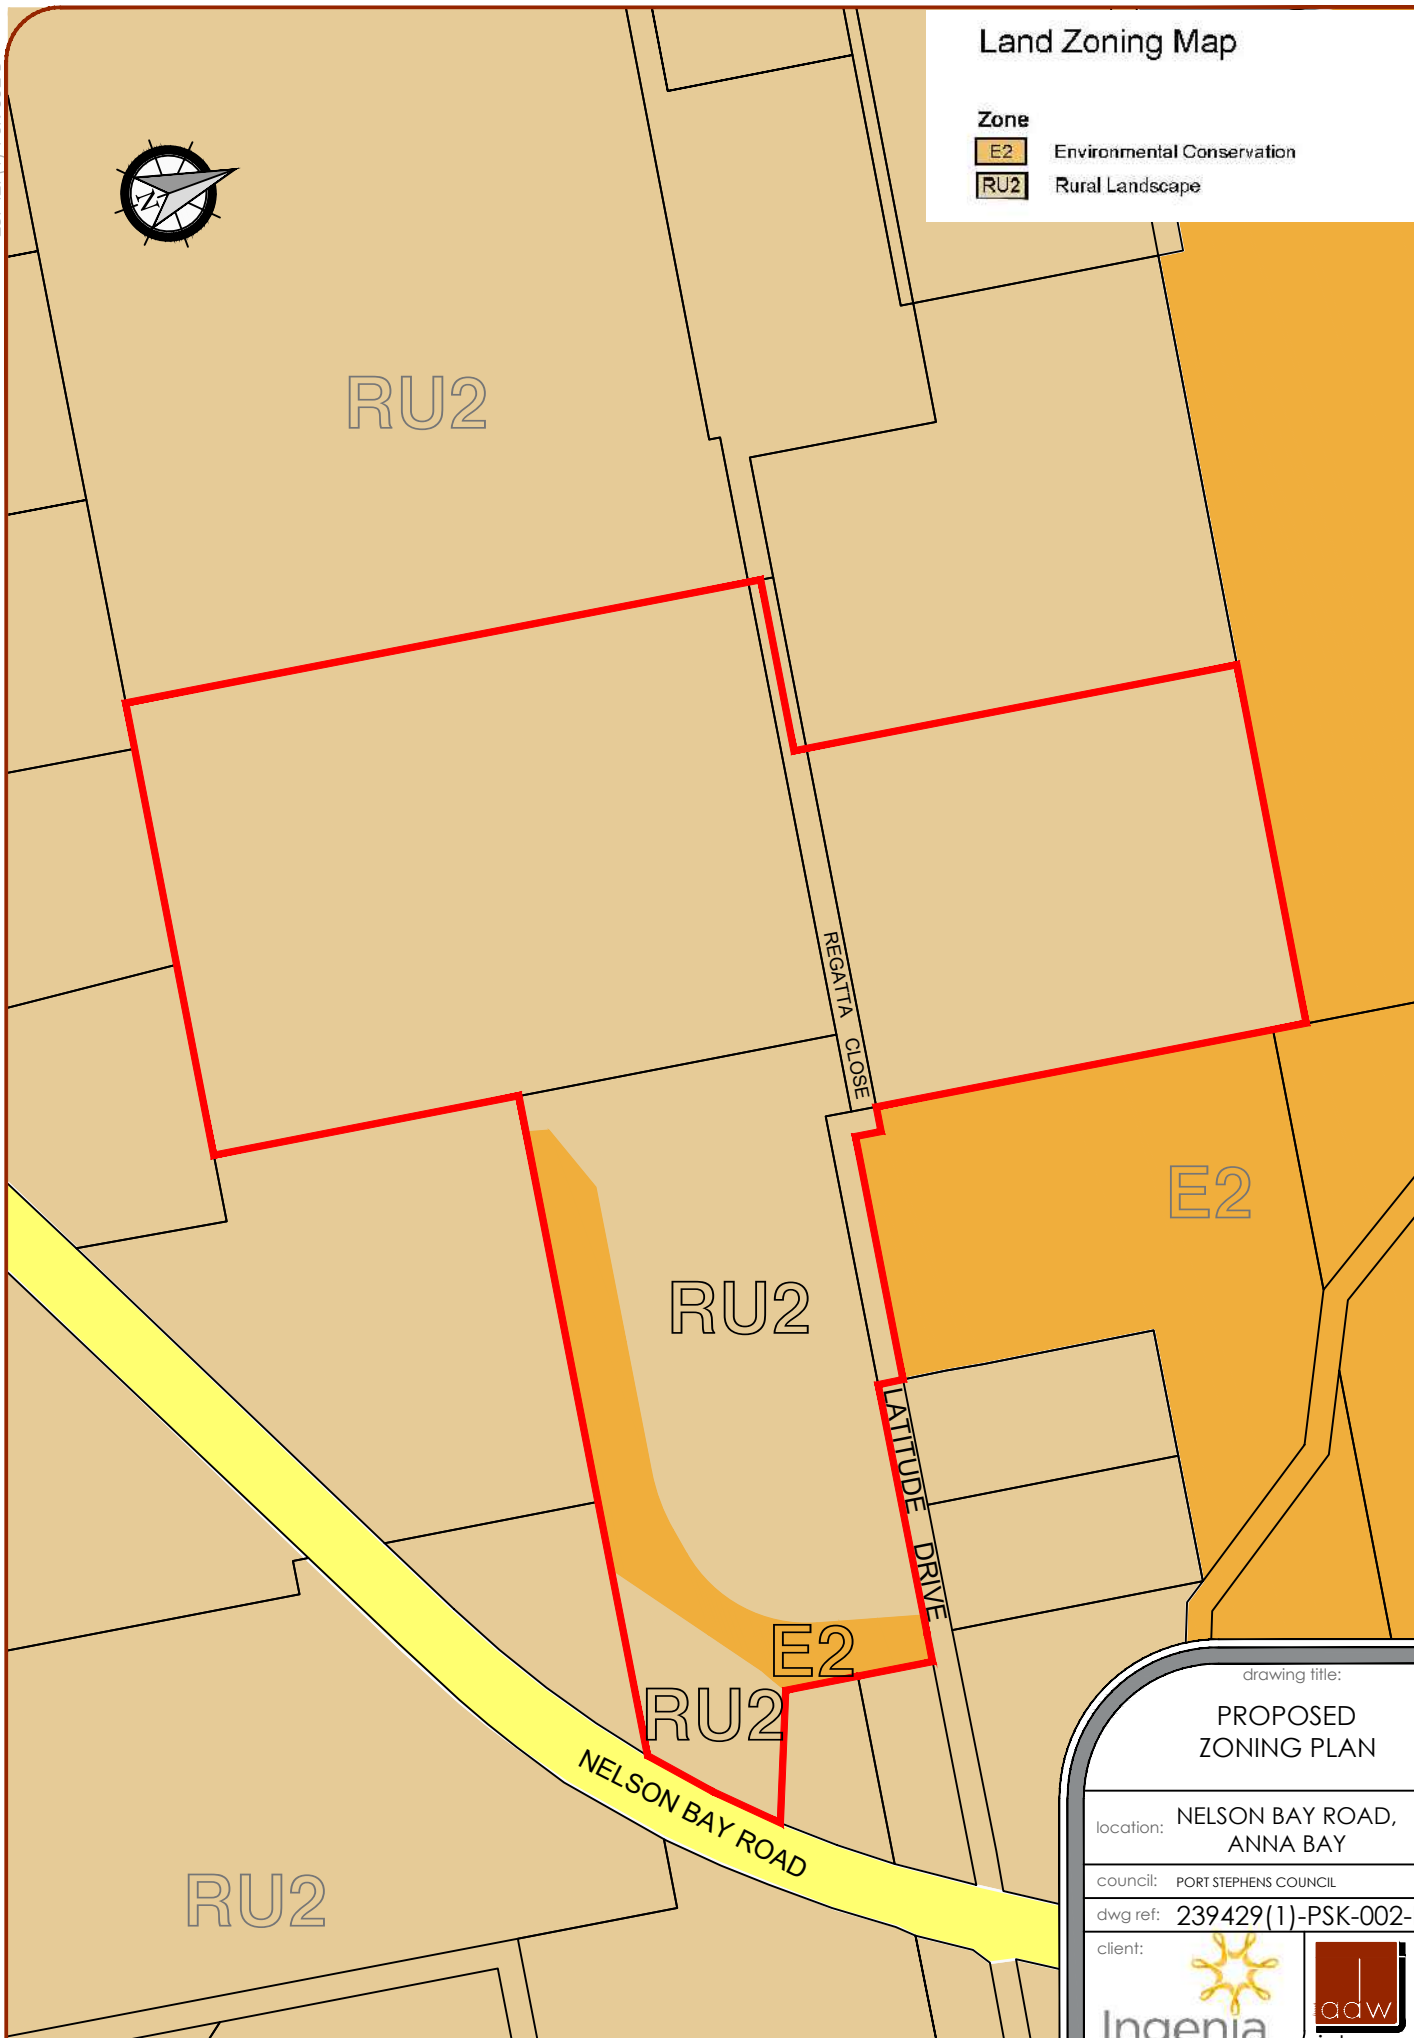 Land Zoning Map
Zone
E2 Environmental Conservation
RU2 Rural Landscape
N
RU2
REGATTA CLOSE
E2
RU2
LATITUDE DRIVE
E2
RU2
NELSON BAY ROAD
RU2
drawing title:
PROPOSED
ZONING PLAN
location: NELSON BAY ROAD,
ANNA BAY
council: PORT STEPHENS COUNCIL
dwg ref: 239429(1)-PSK-002-
client:
Ingenia
adw